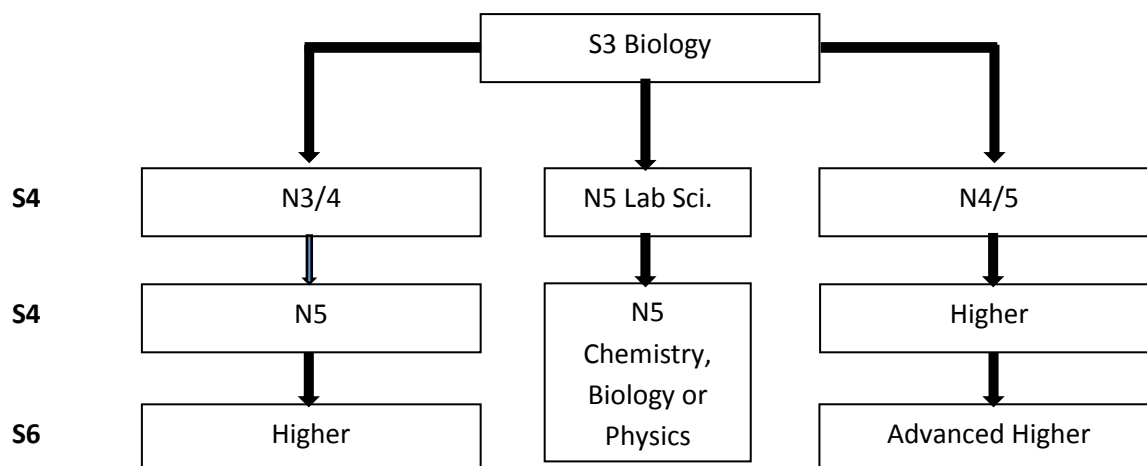 S3 Biology
S4
N3/4
N5 Lab Sci.
N4/5
S4
N5
N5
Chemistry,
Biology or
Physics
Higher
S6
Higher
Advanced Higher